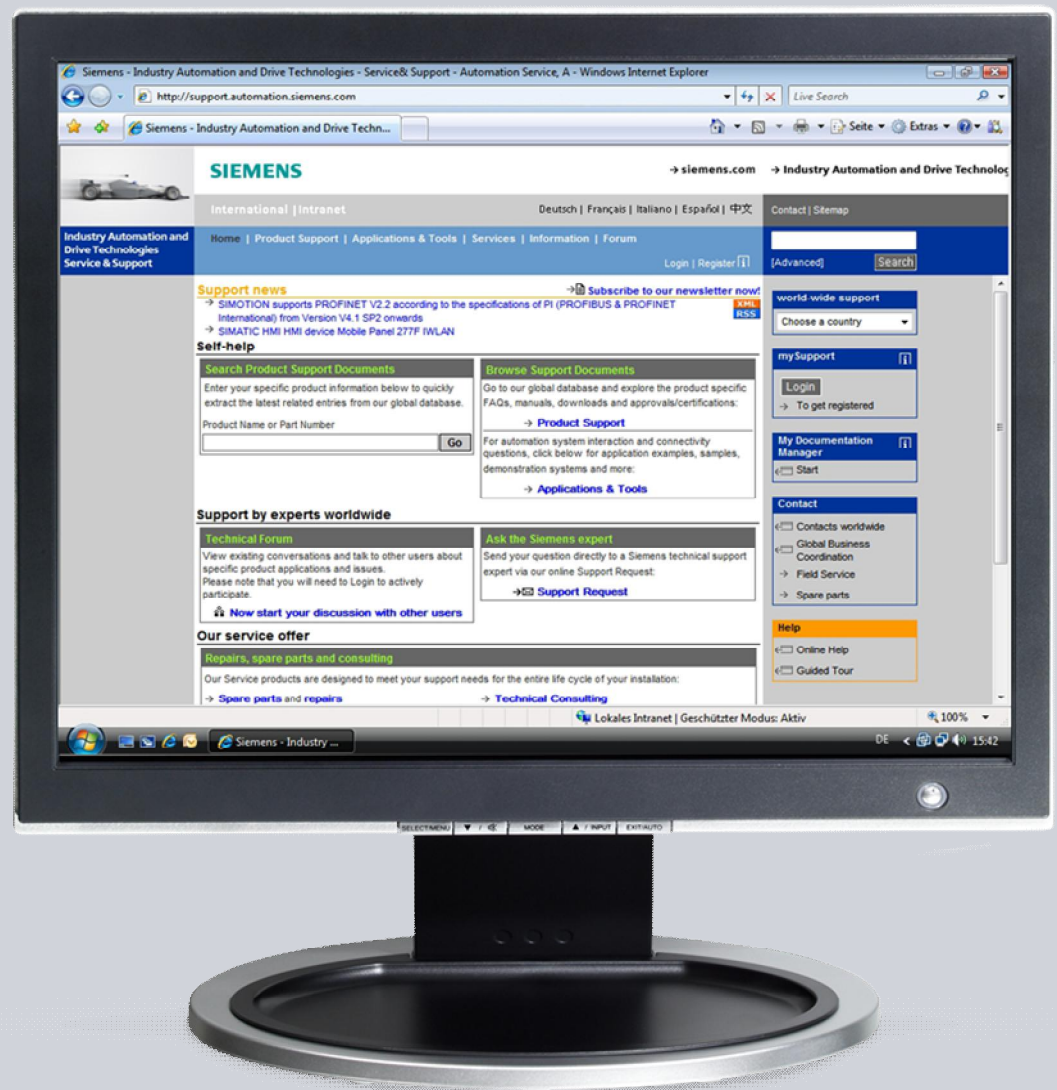 Siemens - Industry Automation and Drive Technologies - Service& Support - Automation Service, A - Windows Internet Explorer
http://support.automation.siemens.com
Live Search
Siemens - Industry Automation and Drive Techn...
Seite
Extras
SIEMENS
siemens.com
Industry Automation and Drive Technolog
International | Intranet
Deutsch | Français | Italiano | Español | 中文
Contact | Sitemap
Industry Automation and
Drive Technologies
Service & Support
Home | Product Support | Applications & Tools | Services | Information | Forum
Login | Register
[Advanced]
Search
Support news
Subscribe to our newsletter now!
SIMOTION supports PROFINET V2.2 according to the specifications of PI (PROFIBUS & PROFINET
International) from Version V4.1 SP2 onwards
XML
RSS
SIMATIC HMI HMI device Mobile Panel 277F IWLAN
Self-help
Search Product Support Documents
Enter your specific product information below to quickly
extract the latest related entries from our global database.
Product Name or Part Number
Go
Browse Support Documents
Go to our global database and explore the product specific
FAQs, manuals, downloads and approvals/certifications:
Product Support
For automation system interaction and connectivity
questions, click below for application examples, samples,
demonstration systems and more:
Applications & Tools
Support by experts worldwide
Technical Forum
View existing conversations and talk to other users about
specific product applications and issues.
Please note that you will need to Login to actively
participate.
Now start your discussion with other users
Ask the Siemens expert
Send your question directly to a Siemens technical support
expert via our online Support Request:
Support Request
Our service offer
Repairs, spare parts and consulting
Our Service products are designed to meet your support needs for the entire life cycle of your installation:
Spare parts and repairs
Technical Consulting
world-wide support
Choose a country
mySupport
Login
To get registered
My Documentation
Manager
Start
Contact
Contacts worldwide
Global Business
Coordination
Field Service
Spare parts
Help
Online Help
Guided Tour
Lokales Intranet | Geschützter Modus: Aktiv
100%
Siemens - Industry ...
DE
15:42
SELECT/MENU
MODE
/ INPUT
EXIT/AUTO